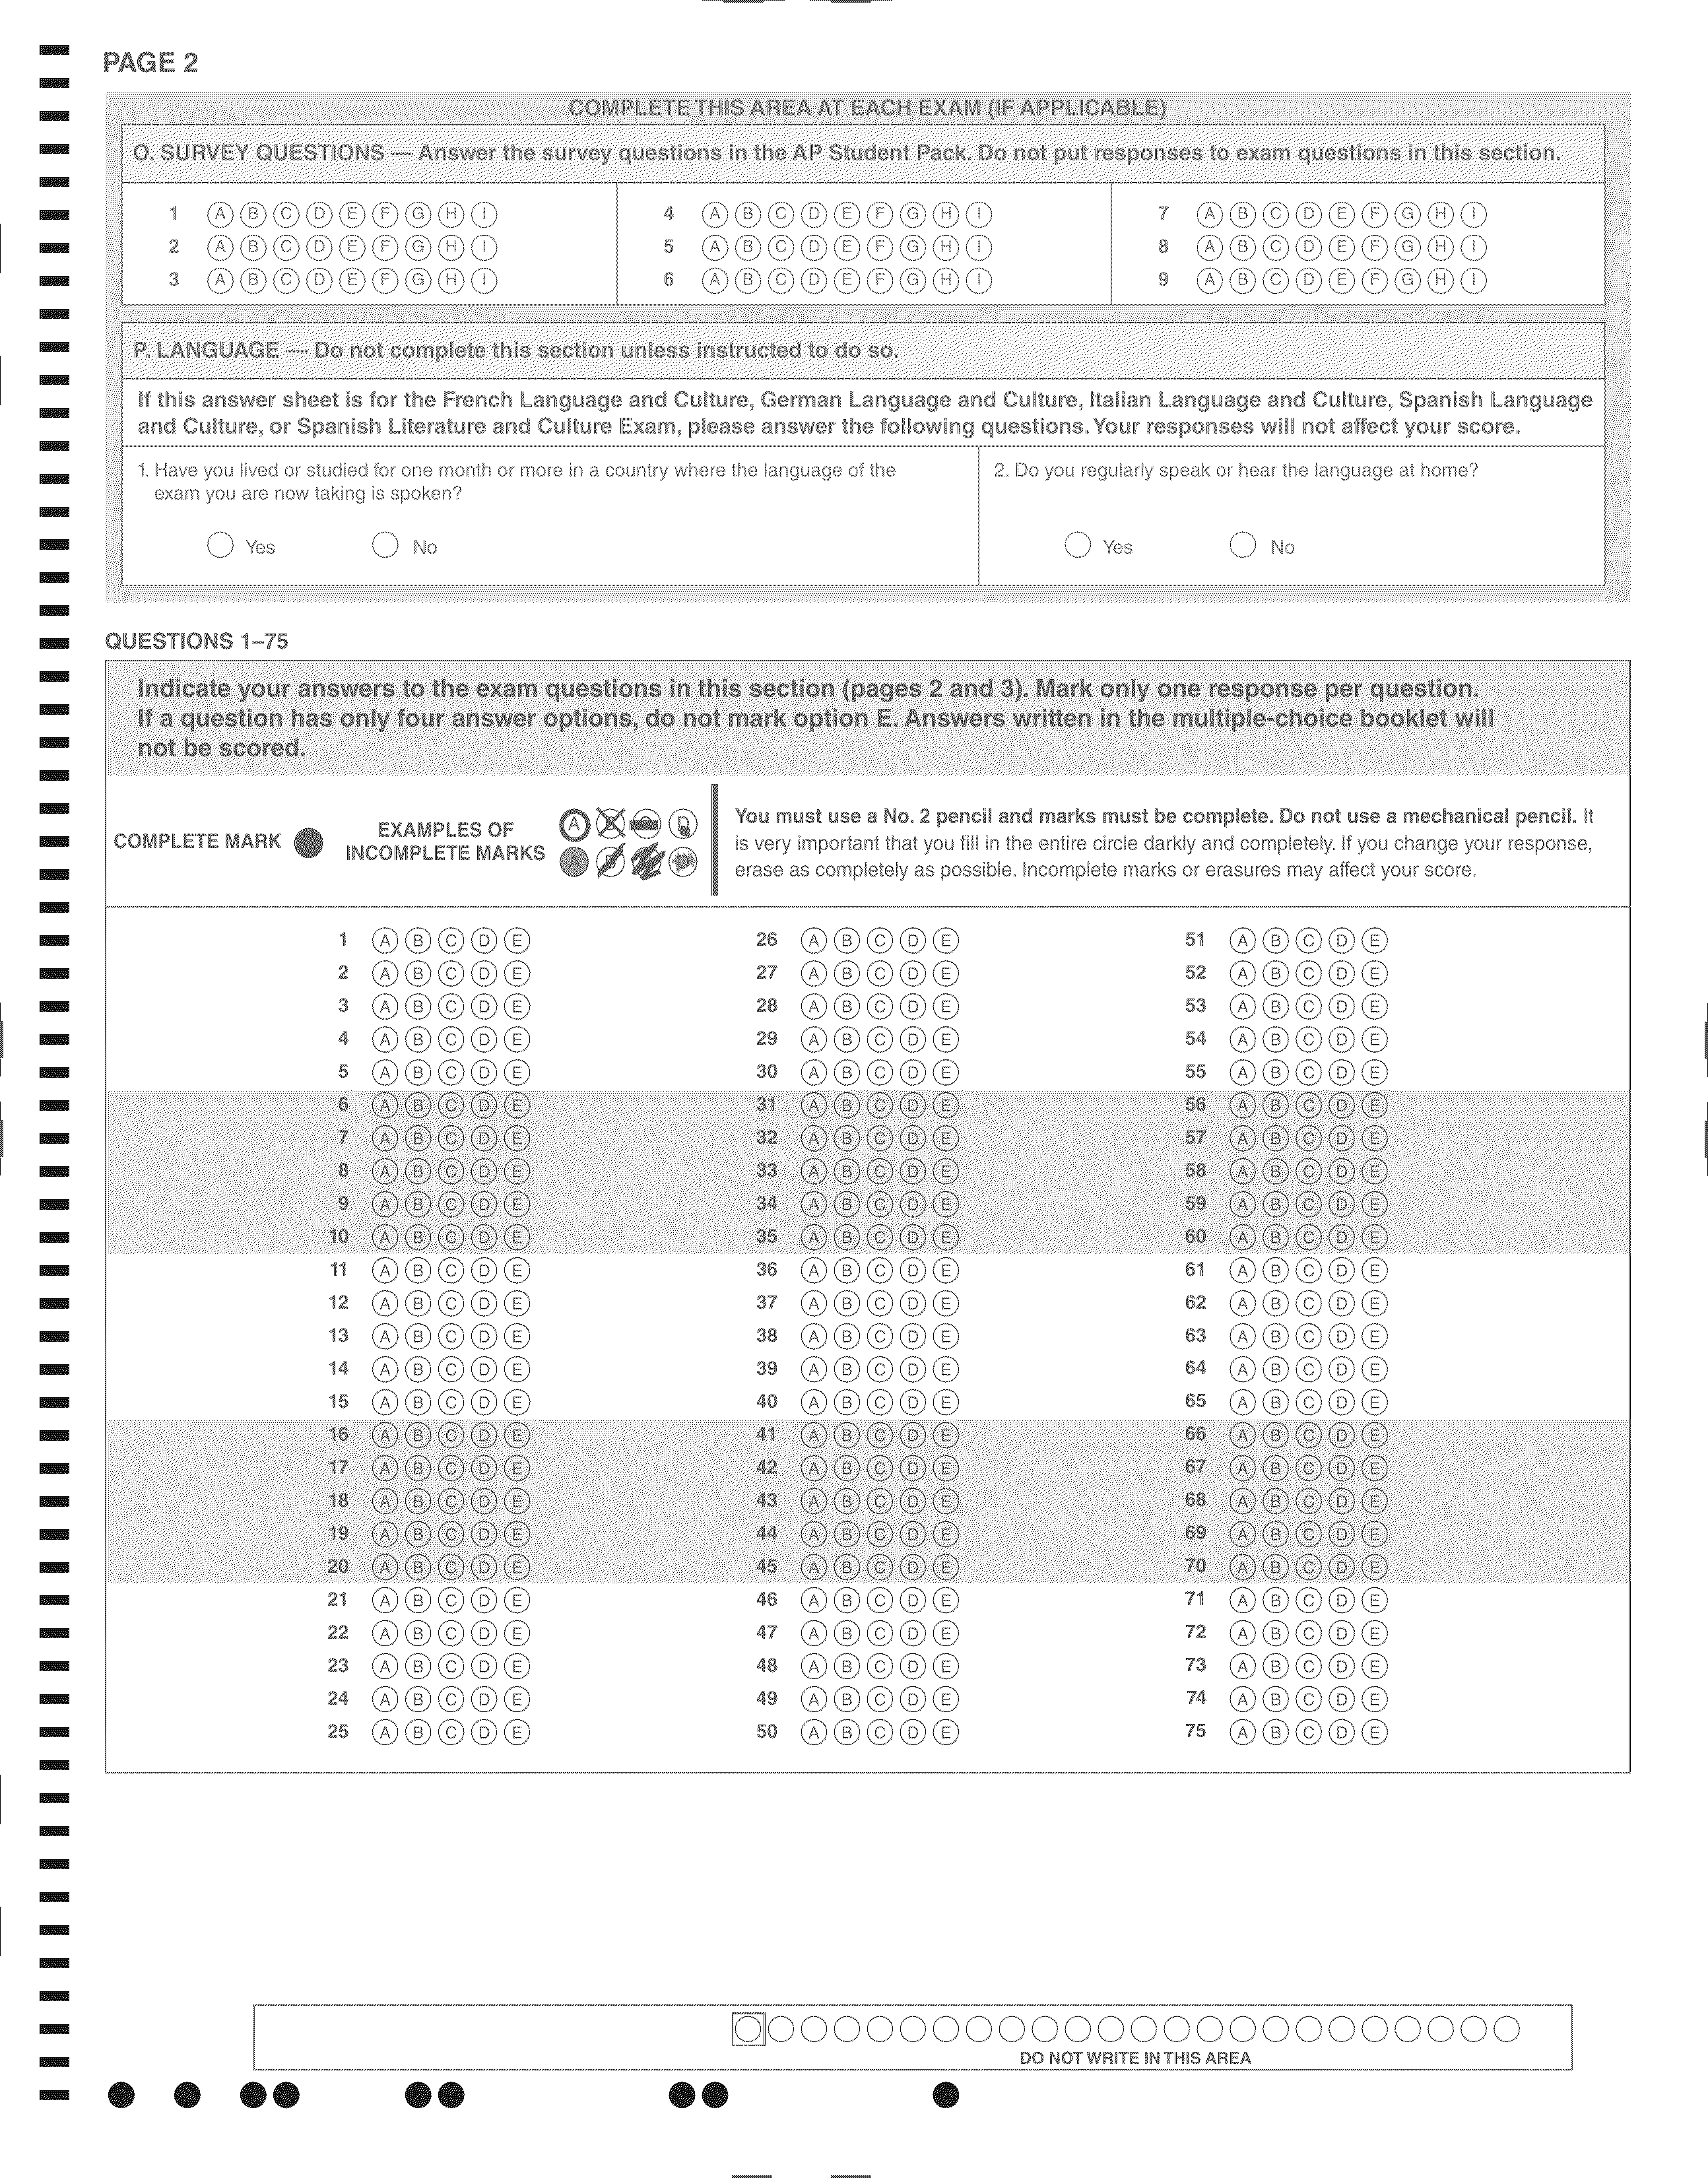 PAGE 2
COMPLETE THIS AREA AT EACH EXAM (IF APPLICABLE)
O. SURVEY QUESTIONS — Answer the survey questions in the AP Student Pack. Do not put responses to exam questions in this section.
1 A B C D E F G H I 4 A B C D E F G H I 7 A B C D E F G H I
2 A B C D E F G H I 5 A B C D E F G H I 8 A B C D E F G H I
3 A B C D E F G H I 6 A B C D E F G H I 9 A B C D E F G H I
P. LANGUAGE — Do not complete this section unless instructed to do so.
If this answer sheet is for the French Language and Culture, German Language and Culture, Italian Language and Culture, Spanish Language
and Culture, or Spanish Literature and Culture Exam, please answer the following questions. Your responses will not affect your score.
1. Have you lived or studied for one month or more in a country where the language of the
exam you are now taking is spoken?
Yes No
2. Do you regularly speak or hear the language at home?
Yes No
QUESTIONS 1–75
Indicate your answers to the exam questions in this section (pages 2 and 3). Mark only one response per question.
If a question has only four answer options, do not mark option E. Answers written in the multiple-choice booklet will
not be scored.
COMPLETE MARK
EXAMPLES OF
INCOMPLETE MARKS
A B D
A D
You must use a No. 2 pencil and marks must be complete. Do not use a mechanical pencil. It
is very important that you fill in the entire circle darkly and completely. If you change your response,
erase as completely as possible. Incomplete marks or erasures may affect your score.
1 A B C D E 26 A B C D E 51 A B C D E
2 A B C D E 27 A B C D E 52 A B C D E
3 A B C D E 28 A B C D E 53 A B C D E
4 A B C D E 29 A B C D E 54 A B C D E
5 A B C D E 30 A B C D E 55 A B C D E
6 A B C D E 31 A B C D E 56 A B C D E
7 A B C D E 32 A B C D E 57 A B C D E
8 A B C D E 33 A B C D E 58 A B C D E
9 A B C D E 34 A B C D E 59 A B C D E
10 A B C D E 35 A B C D E 60 A B C D E
11 A B C D E 36 A B C D E 61 A B C D E
12 A B C D E 37 A B C D E 62 A B C D E
13 A B C D E 38 A B C D E 63 A B C D E
14 A B C D E 39 A B C D E 64 A B C D E
15 A B C D E 40 A B C D E 65 A B C D E
16 A B C D E 41 A B C D E 66 A B C D E
17 A B C D E 42 A B C D E 67 A B C D E
18 A B C D E 43 A B C D E 68 A B C D E
19 A B C D E 44 A B C D E 69 A B C D E
20 A B C D E 45 A B C D E 70 A B C D E
21 A B C D E 46 A B C D E 71 A B C D E
22 A B C D E 47 A B C D E 72 A B C D E
23 A B C D E 48 A B C D E 73 A B C D E
24 A B C D E 49 A B C D E 74 A B C D E
25 A B C D E 50 A B C D E 75 A B C D E
DO NOT WRITE IN THIS AREA